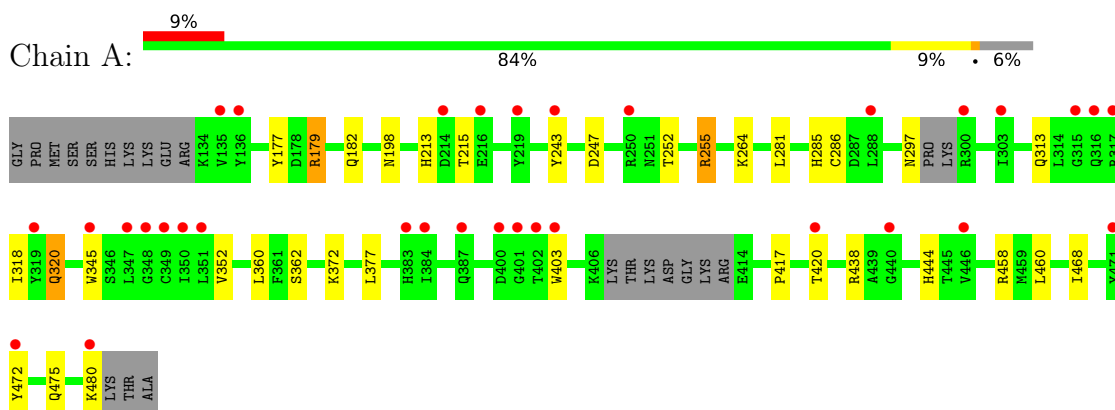 9%
Chain A:
84% 9% • 6%
GLY PRO MET SER SER HIS LYS LYS GLU ARG K134 V135 Y136 Y177 D178 R179 Q182 N198 H213 D214 T215 E216 Y219 Y243 D247 R250 N251 T252 R255 K264 L281 H285 C286 D287 L288 N297 PRO LYS R300 I303 Q313 L314 G315 Q316
I318 Y319 Q320 W345 S346 L347 G348 C349 I350 L351 V352 L360 F361 S362 K372 L377 H383 I384 Q387 D400 G401 T402 W403 K406 LYS THR LYS ASP GLY LYS ARG E414 P417 T420 R438 A439 G440 H444 T445 V446 R458 M459 L460 I468
Y472 Q475 K480 LYS THR ALA